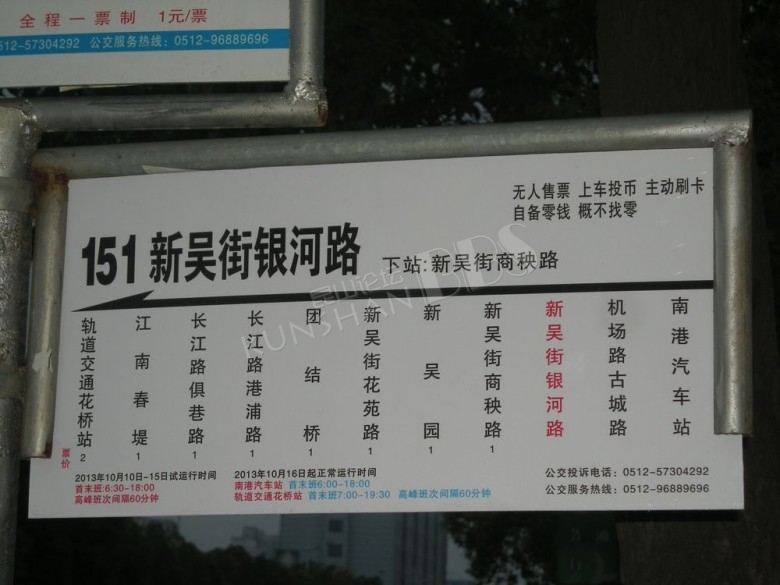 全程一票制 1元/票
512-57304292 公交服务热线: 0512-96889696
无人售票 上车投币 主动刷卡
自备零钱 概不找零
151 新吴街银河路 下站:新吴街商秧路
昆山论坛
KUNSHAN BBS
轨道交通花桥站 2
江南春堤 1
长江路俱巷路 1
长江路港浦路 1
团结桥 1
新吴街花苑路 1
新吴园 1
新吴街商秧路 1
新吴街银河路
机场路古城路
南港汽车站
票价
2013年10月10日-15日试运行时间
首末班:6:30-18:00
高峰班次间隔60分钟
2013年10月16日起正常运行时间
南港汽车站 首末班6:00-18:00
轨道交通花桥站 首末班7:00-19:30 高峰班次间隔60分钟
公交投诉电话: 0512-57304292
公交服务热线: 0512-96889696